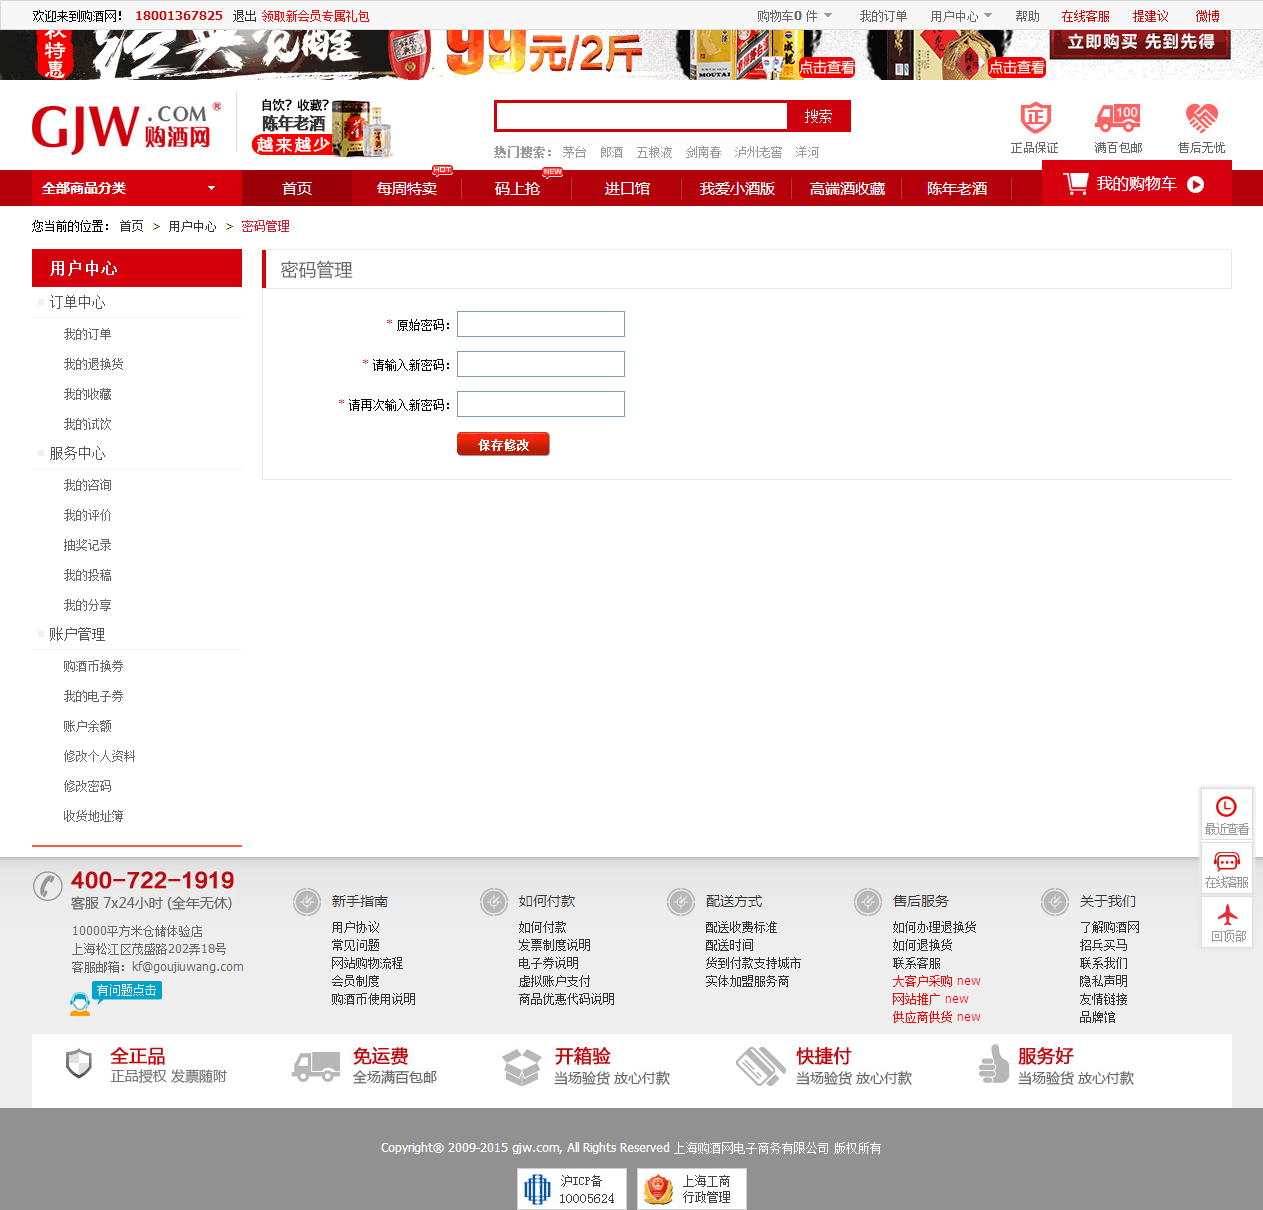 欢迎来到购酒网! 18001367825 退出 领取新会员专属礼包
购物车0 件 我的订单 用户中心 帮助 在线客服 提建议 微博
特惠 经典觉醒 99元/2斤 MOUTAI 点击查看 点击查看 立即购买 先到先得
GJW.COM® 购酒网
自饮?收藏?
陈年老酒
越来越少
搜索
热门搜索: 茅台 郎酒 五粮液 剑南春 泸州老窖 洋河
正品保证 满百包邮 售后无忧
全部商品分类 首页 每周特卖 HOT 码上抢 NEW 进口馆 我爱小酒版 高端酒收藏 陈年老酒 我的购物车
您当前的位置: 首页 > 用户中心 > 密码管理
用户中心
订单中心
我的订单
我的退换货
我的收藏
我的试饮
服务中心
我的咨询
我的评价
抽奖记录
我的投稿
我的分享
账户管理
购酒币换券
我的电子券
账户余额
修改个人资料
修改密码
收货地址簿
密码管理
* 原始密码:
* 请输入新密码:
* 请再次输入新密码:
保存修改
最近查看
在线客服
回顶部
400-722-1919
客服 7x24小时 (全年无休)
10000平方米仓储体验店
上海松江区茂盛路202弄18号
客服邮箱: kf@goujiuwang.com
有问题点击
新手指南
用户协议
常见问题
网站购物流程
会员制度
购酒币使用说明
如何付款
如何付款
发票制度说明
电子券说明
虚拟账户支付
商品优惠代码说明
配送方式
配送收费标准
配送时间
货到付款支持城市
实体加盟服务商
售后服务
如何办理退换货
如何退换货
联系客服
大客户采购 new
网站推广 new
供应商供货 new
关于我们
了解购酒网
招兵买马
联系我们
隐私声明
友情链接
品牌馆
全正品
正品授权 发票随附
免运费
全场满百包邮
开箱验
当场验货 放心付款
快捷付
当场验货 放心付款
服务好
当场验货 放心付款
Copyright® 2009-2015 gjw.com, All Rights Reserved 上海购酒网电子商务有限公司 版权所有
沪ICP备
10005624
上海工商
行政管理